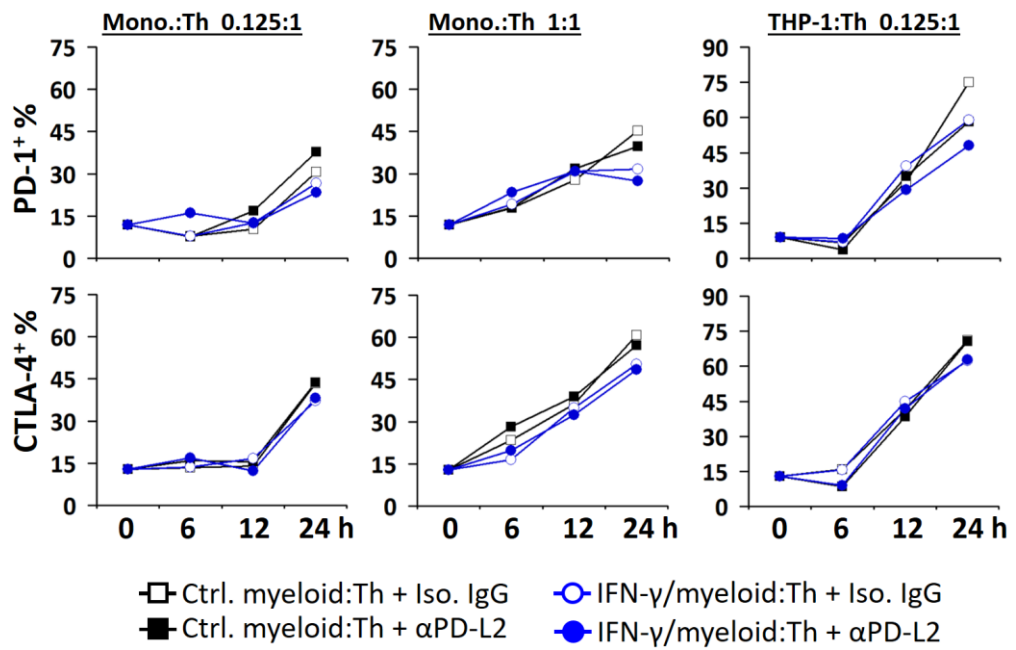 Mono.:Th 0.125:1 Mono.:Th 1:1 THP-1:Th 0.125:1
PD-1⁺ %
75 75 90
60 60 75
45 45 60
30 30 45
15 15 30
0 0 15
0
CTLA-4⁺ %
75 75 90
60 60 75
45 45 60
30 30 45
15 15 30
0 0 15
0
0 6 12 24 h 0 6 12 24 h 0 6 12 24 h
Ctrl. myeloid:Th + Iso. IgG
Ctrl. myeloid:Th + αPD-L2
IFN-γ/myeloid:Th + Iso. IgG
IFN-γ/myeloid:Th + αPD-L2